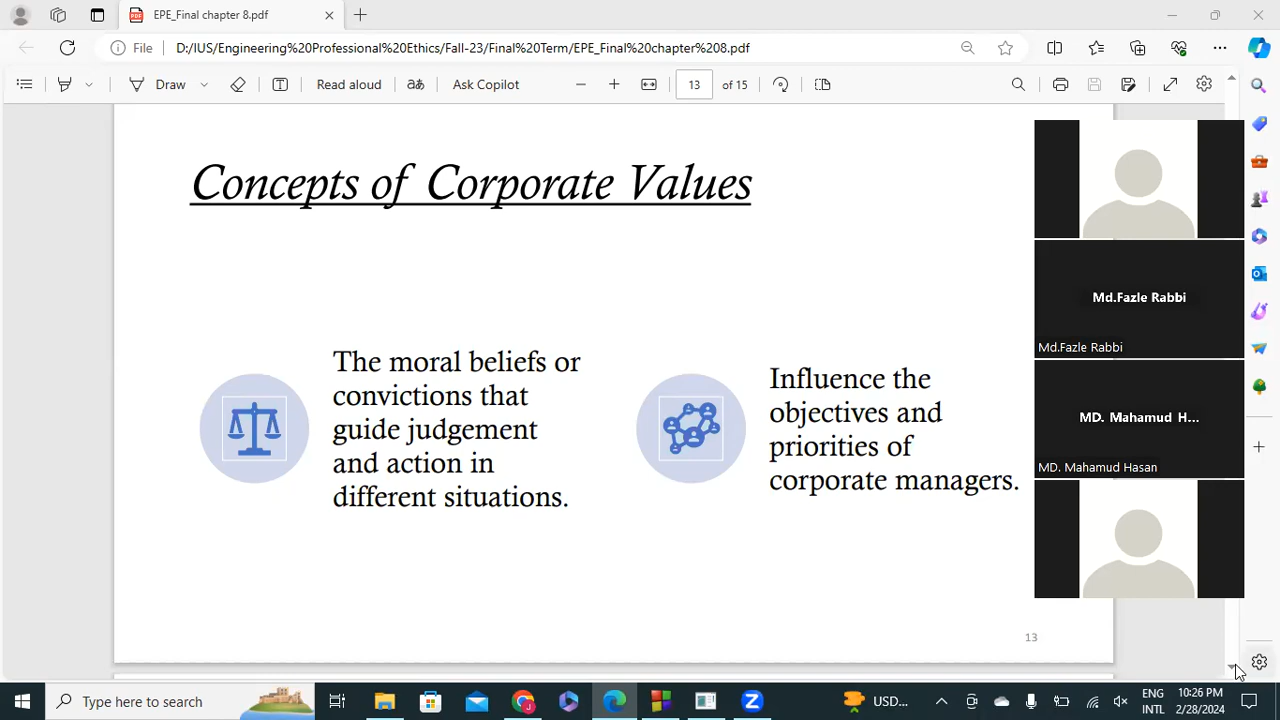 EPE_Final chapter 8.pdf
File
D:/IUS/Engineering%20Professional%20Ethics/Fall-23/Final%20Tram/EPE_Final%20chapter%208.pdf
Draw
Read aloud
Ask Copilot
13
of 15
Concepts of Corporate Values
The moral beliefs or
convictions that
guide judgement
and action in
different situations.
Influence the
objectives and
priorities of
corporate managers.
13
Md.Fazle Rabbi
Md.Fazle Rabbi
MD. Mahamud H...
MD. Mahamud Hasan
Type here to search
USD...
ENG
INTL
10:26 PM
2/28/2024